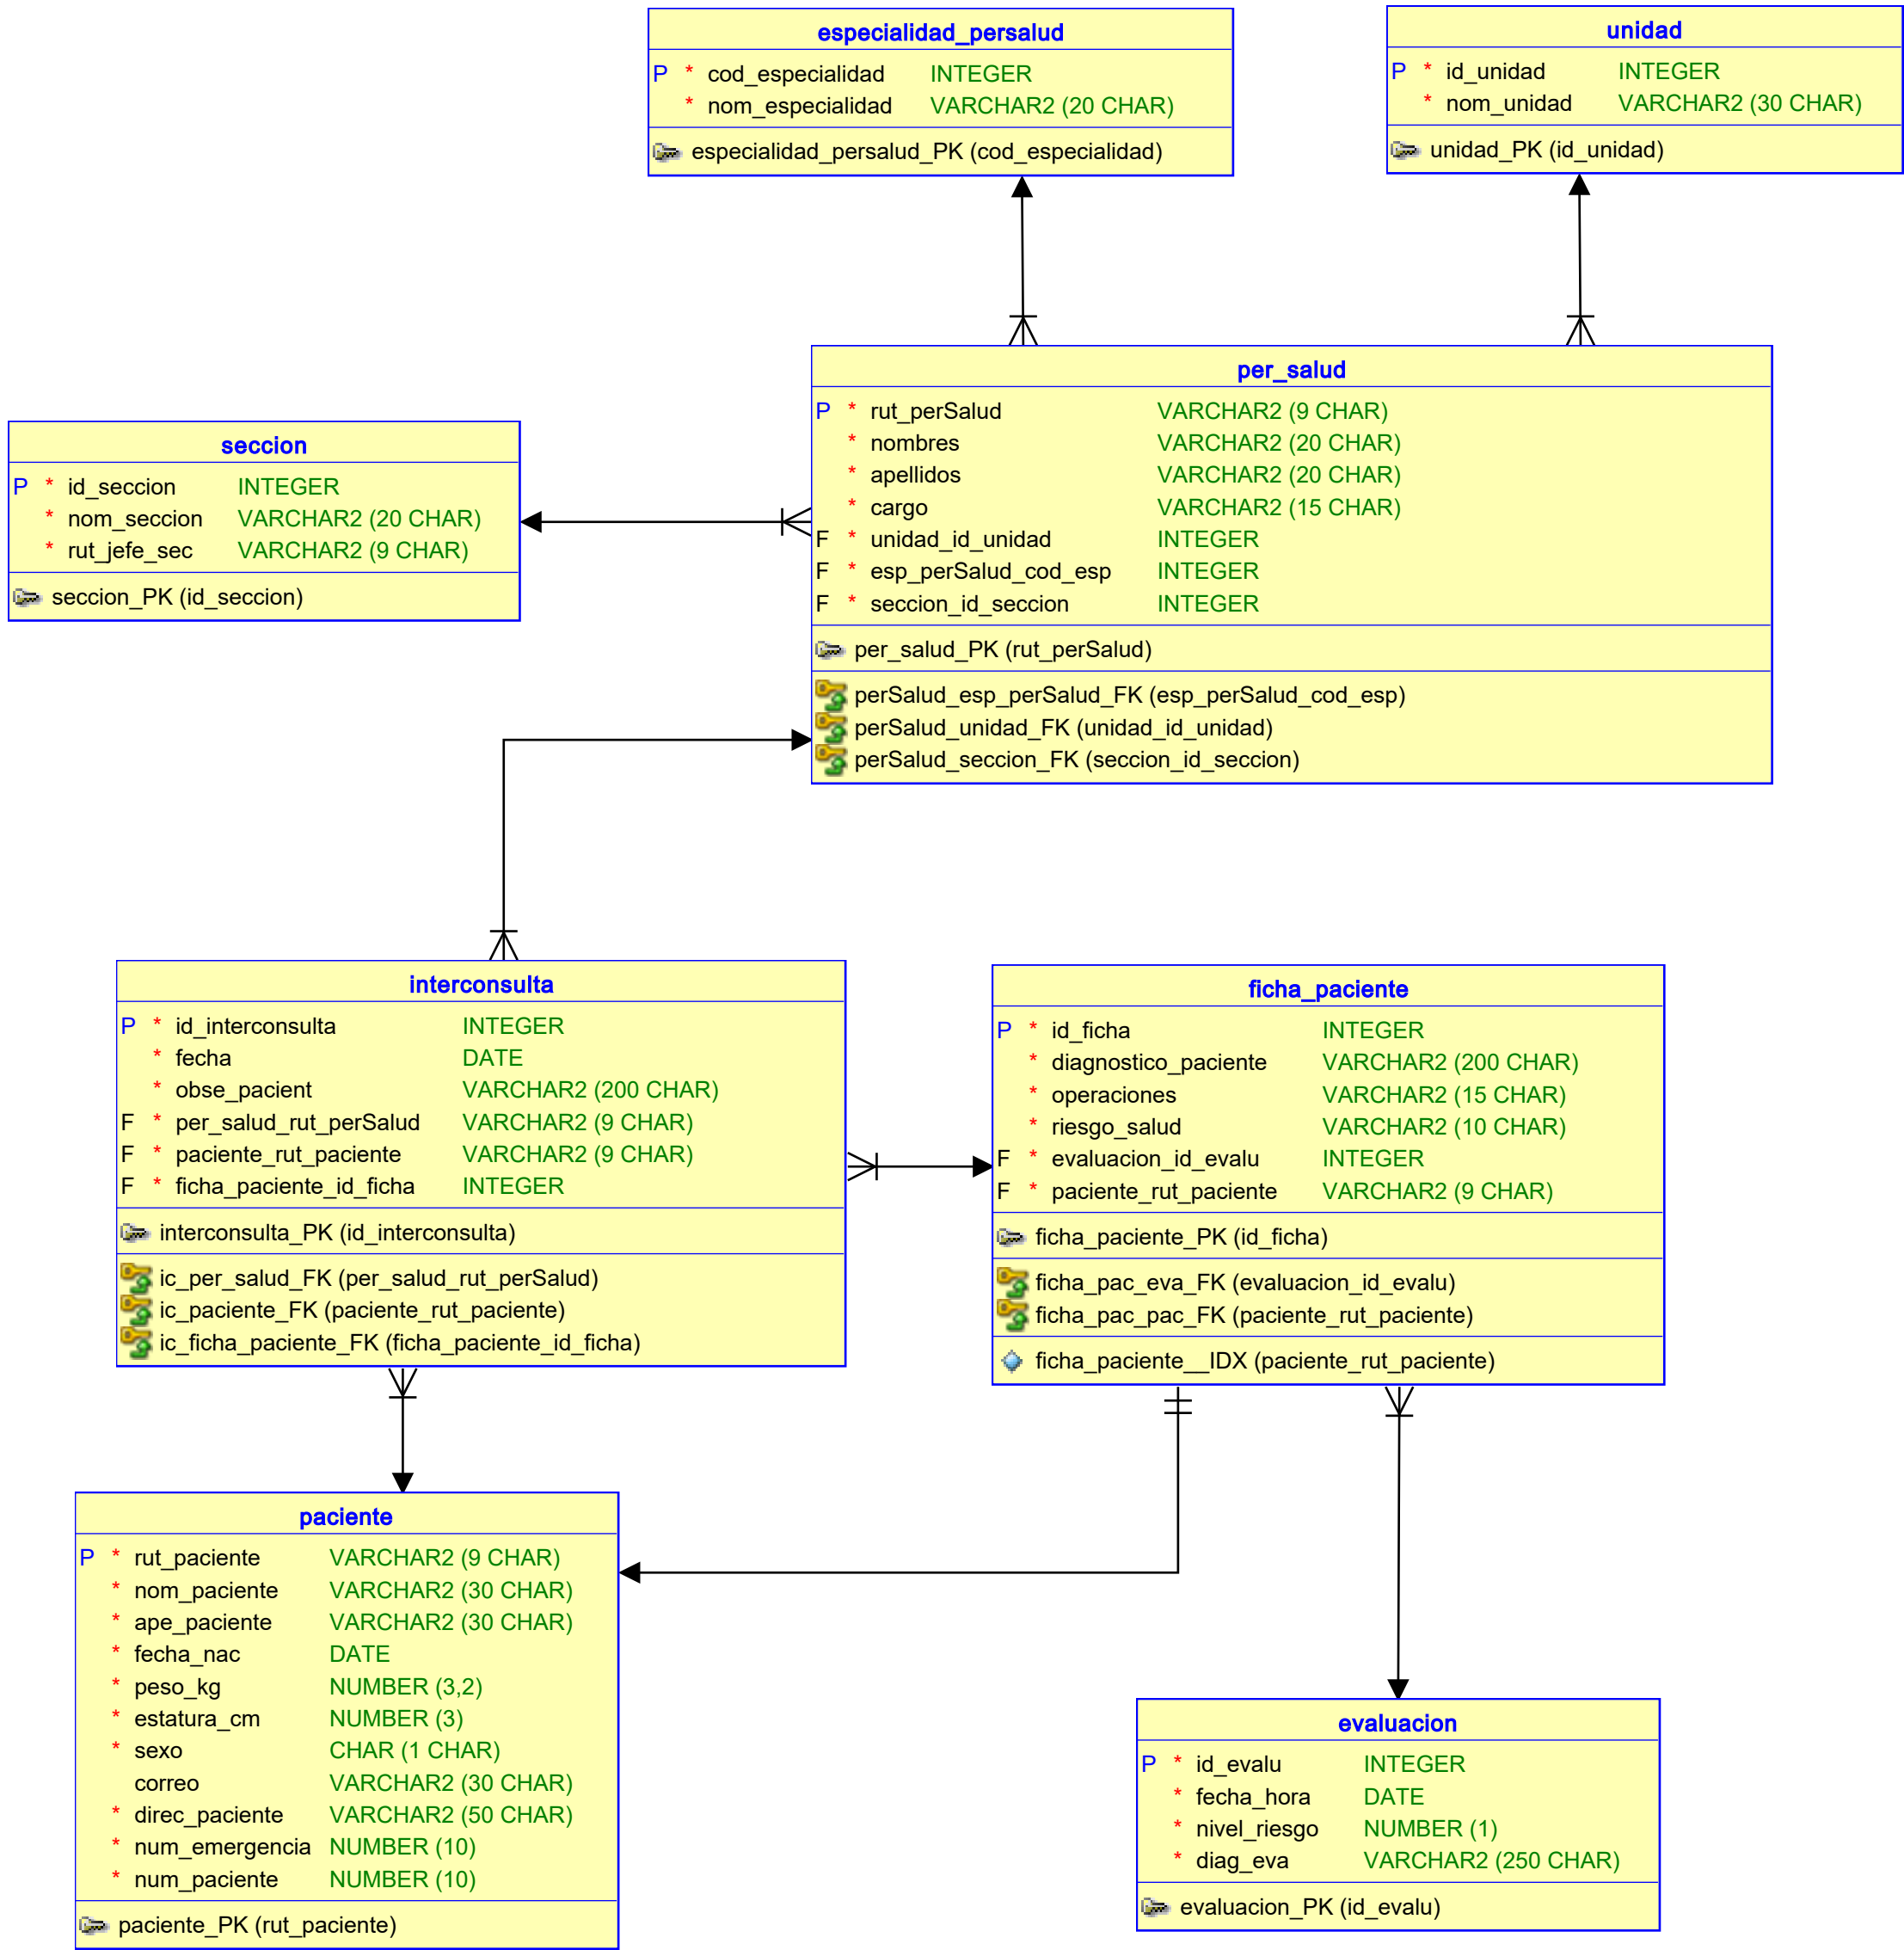 especialidad_persalud
P * cod_especialidad INTEGER
* nom_especialidad VARCHAR2 (20 CHAR)
especialidad_persalud_PK (cod_especialidad)
unidad
P * id_unidad INTEGER
* nom_unidad VARCHAR2 (30 CHAR)
unidad_PK (id_unidad)
per_salud
P * rut_perSalud VARCHAR2 (9 CHAR)
* nombres VARCHAR2 (20 CHAR)
* apellidos VARCHAR2 (20 CHAR)
* cargo VARCHAR2 (15 CHAR)
F * unidad_id_unidad INTEGER
F * esp_perSalud_cod_esp INTEGER
F * seccion_id_seccion INTEGER
per_salud_PK (rut_perSalud)
perSalud_esp_perSalud_FK (esp_perSalud_cod_esp)
perSalud_unidad_FK (unidad_id_unidad)
perSalud_seccion_FK (seccion_id_seccion)
seccion
P * id_seccion INTEGER
* nom_seccion VARCHAR2 (20 CHAR)
* rut_jefe_sec VARCHAR2 (9 CHAR)
seccion_PK (id_seccion)
interconsulta
P * id_interconsulta INTEGER
* fecha DATE
* obse_pacient VARCHAR2 (200 CHAR)
F * per_salud_rut_perSalud VARCHAR2 (9 CHAR)
F * paciente_rut_paciente VARCHAR2 (9 CHAR)
F * ficha_paciente_id_ficha INTEGER
interconsulta_PK (id_interconsulta)
ic_per_salud_FK (per_salud_rut_perSalud)
ic_paciente_FK (paciente_rut_paciente)
ic_ficha_paciente_FK (ficha_paciente_id_ficha)
ficha_paciente
P * id_ficha INTEGER
* diagnostico_paciente VARCHAR2 (200 CHAR)
* operaciones VARCHAR2 (15 CHAR)
* riesgo_salud VARCHAR2 (10 CHAR)
F * evaluacion_id_evalu INTEGER
F * paciente_rut_paciente VARCHAR2 (9 CHAR)
ficha_paciente_PK (id_ficha)
ficha_pac_eva_FK (evaluacion_id_evalu)
ficha_pac_pac_FK (paciente_rut_paciente)
ficha_paciente__IDX (paciente_rut_paciente)
paciente
P * rut_paciente VARCHAR2 (9 CHAR)
* nom_paciente VARCHAR2 (30 CHAR)
* ape_paciente VARCHAR2 (30 CHAR)
* fecha_nac DATE
* peso_kg NUMBER (3,2)
* estatura_cm NUMBER (3)
* sexo CHAR (1 CHAR)
correo VARCHAR2 (30 CHAR)
* direc_paciente VARCHAR2 (50 CHAR)
* num_emergencia NUMBER (10)
* num_paciente NUMBER (10)
paciente_PK (rut_paciente)
evaluacion
P * id_evalu INTEGER
* fecha_hora DATE
* nivel_riesgo NUMBER (1)
* diag_eva VARCHAR2 (250 CHAR)
evaluacion_PK (id_evalu)